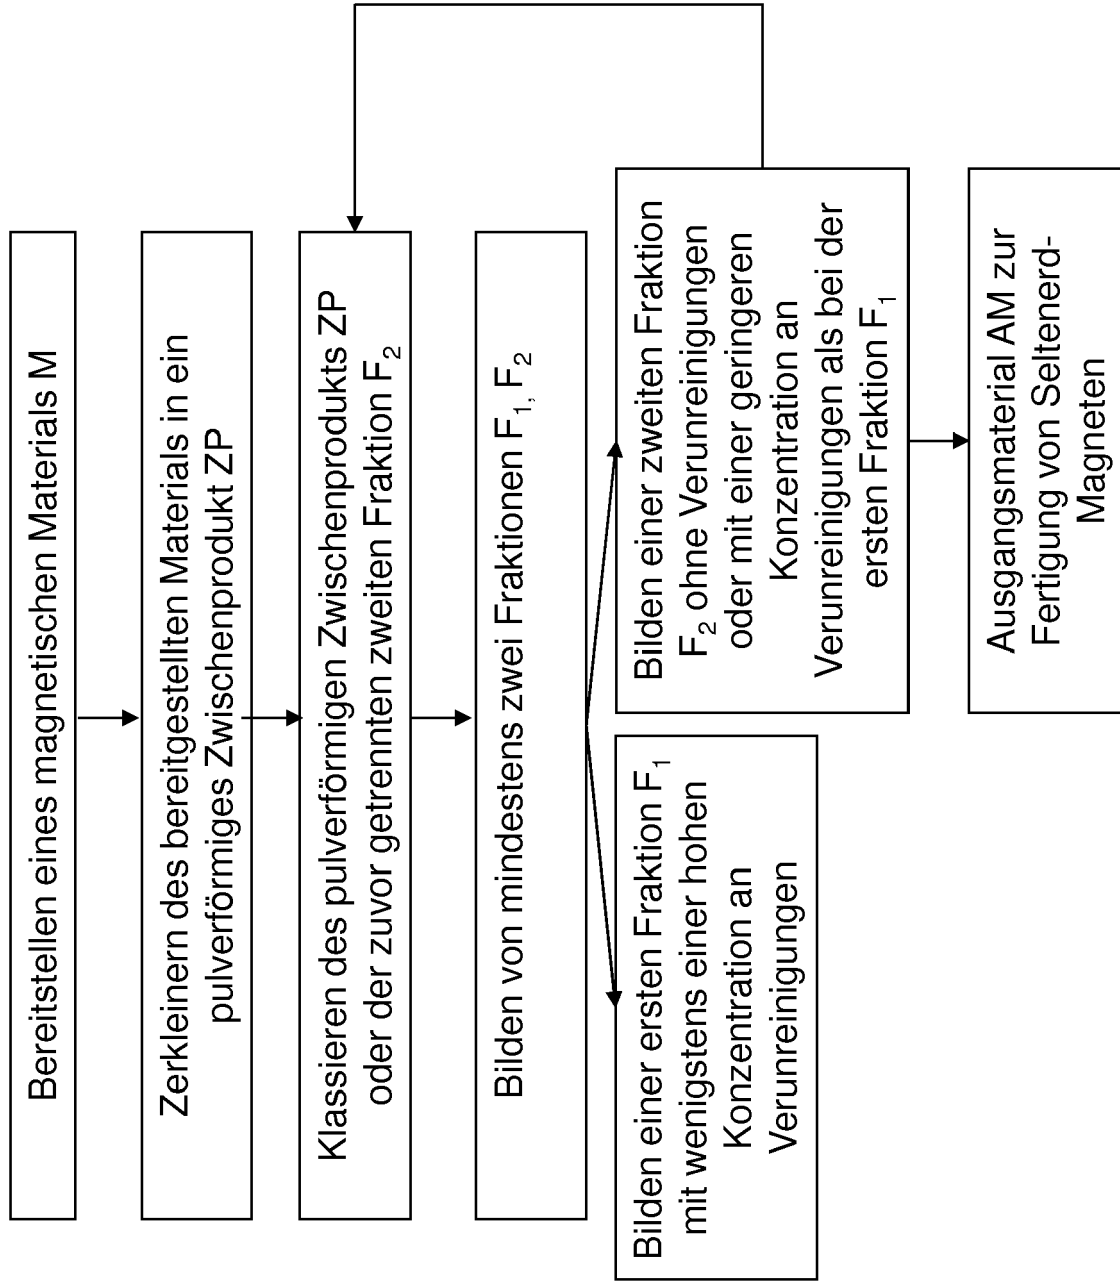 Bereitstellen eines magnetischen Materials M
Zerkleinern des bereitgestellten Materials in ein
pulverförmiges Zwischenprodukt ZP
Klassieren des pulverförmigen Zwischenprodukts ZP
oder der zuvor getrennten zweiten Fraktion F₂
Bilden von mindestens zwei Fraktionen F₁, F₂
Bilden einer ersten Fraktion F₁
mit wenigstens einer hohen
Konzentration an
Verunreinigungen
Bilden einer zweiten Fraktion
F₂ ohne Verunreinigungen
oder mit einer geringeren
Konzentration an
Verunreinigungen als bei der
ersten Fraktion F₁
Ausgangsmaterial AM zur
Fertigung von Seltenerd-
Magneten